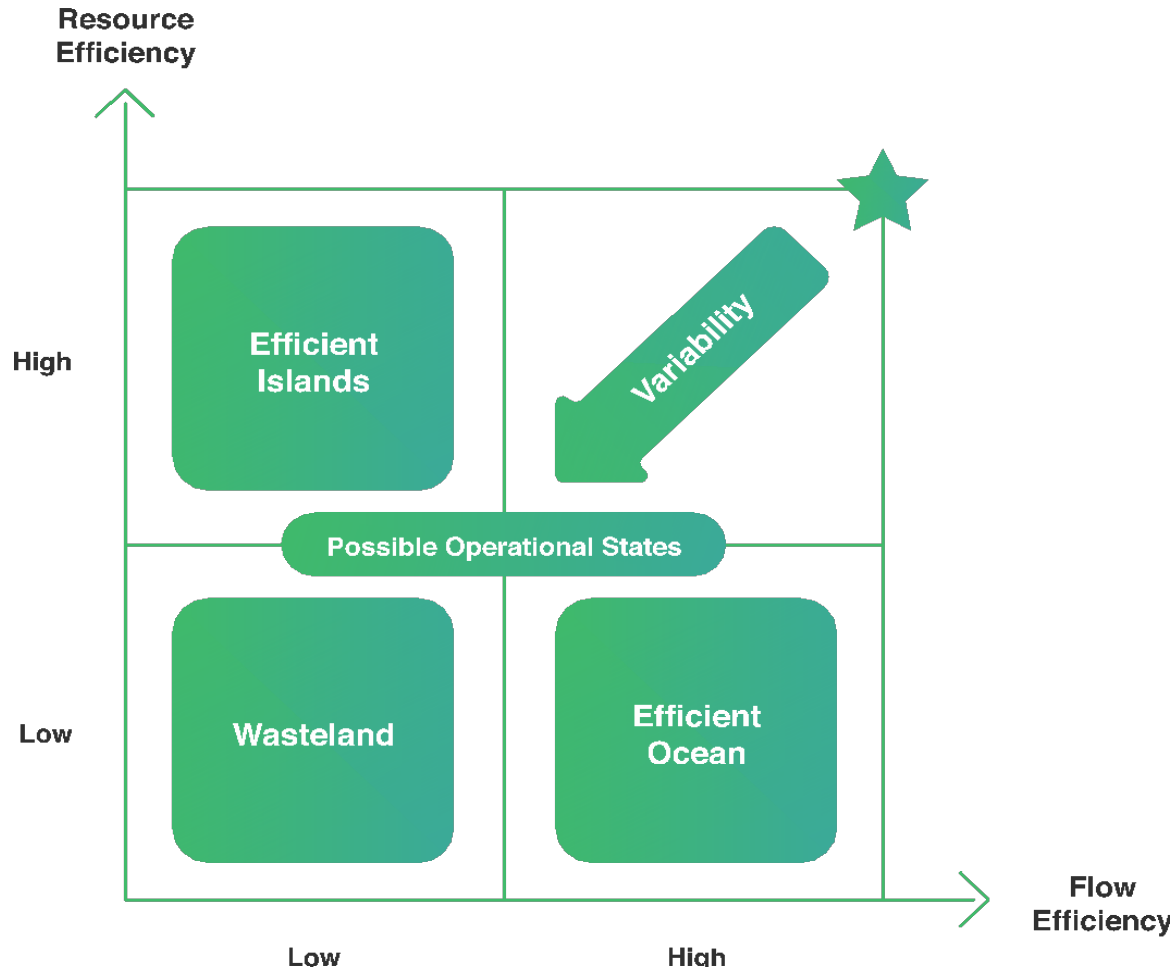 Resource
Efficiency
High
Efficient
Islands
Variability
Possible Operational States
Low
Wasteland
Efficient
Ocean
Flow
Efficiency
Low
High